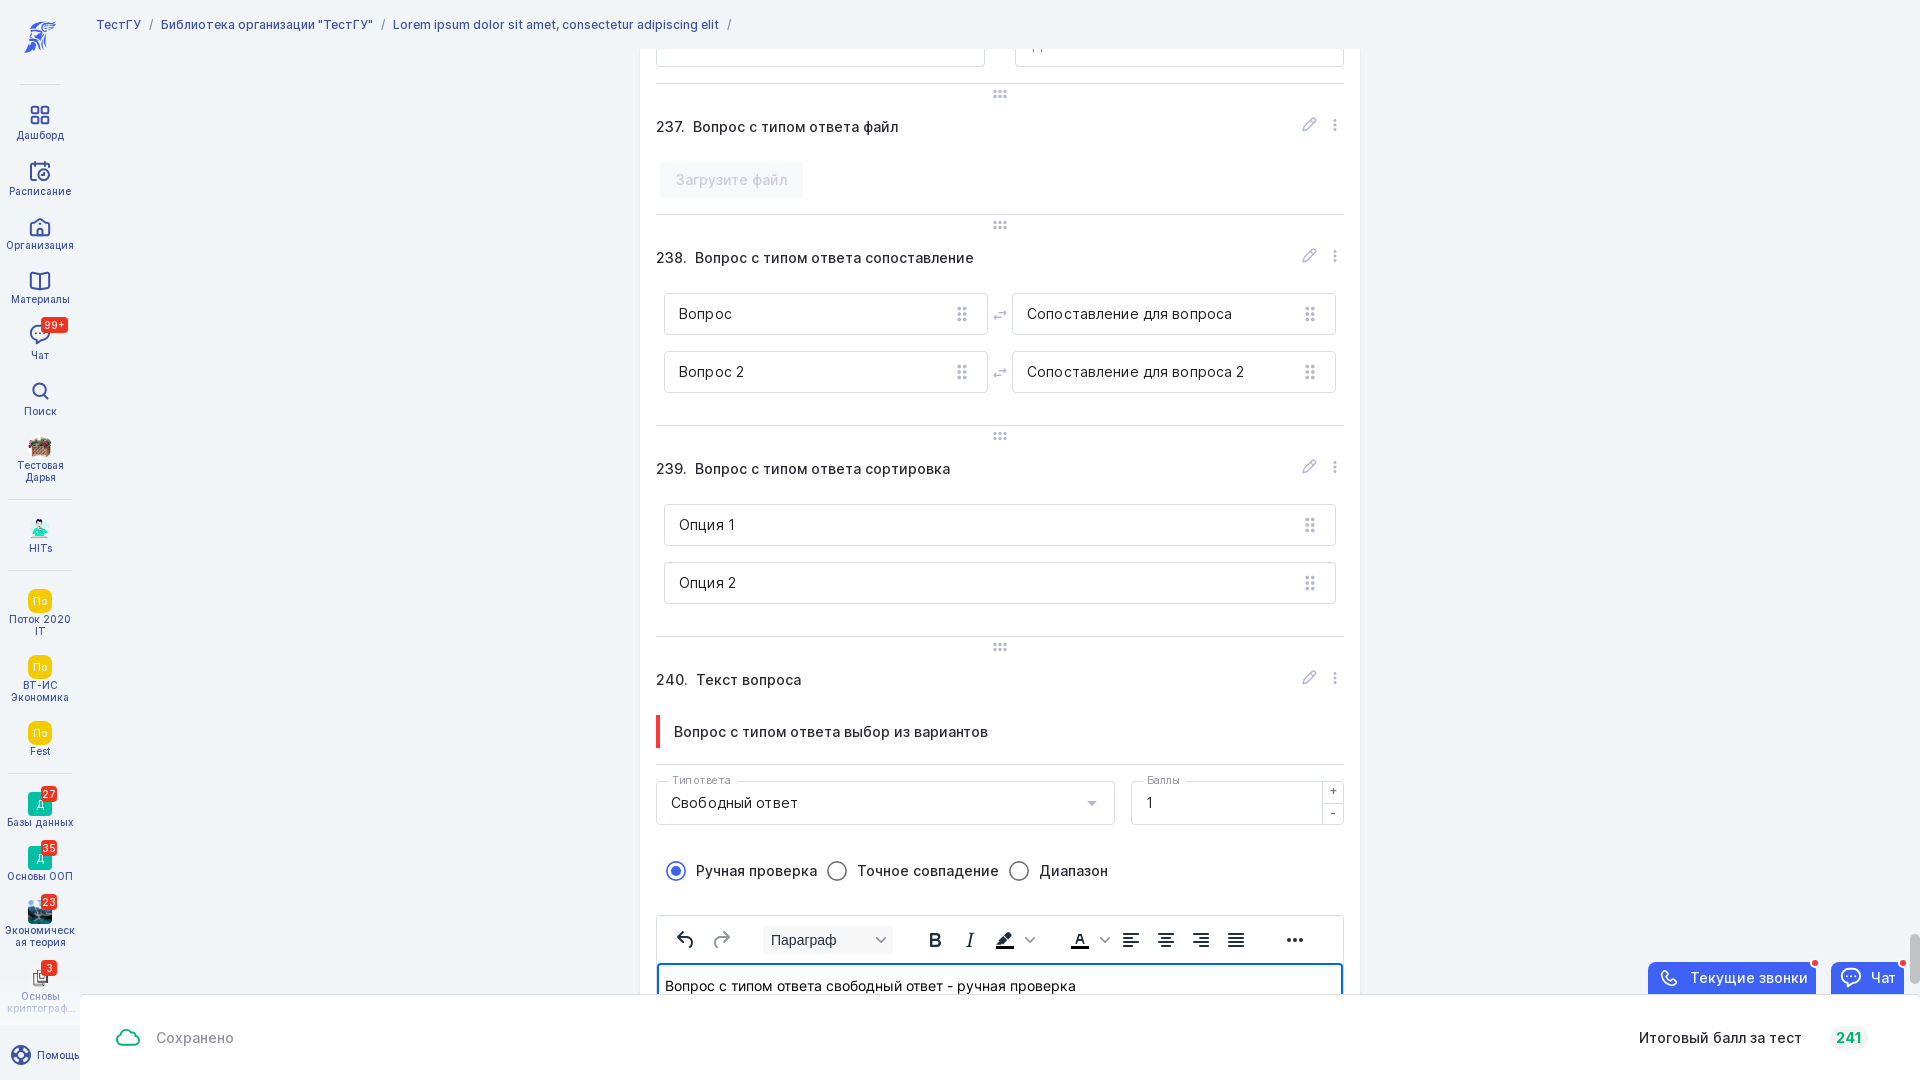 ТестГУ / Библиотека организации "ТестГУ" / Lorem ipsum dolor sit amet, consectetur adipiscing elit /
Дашборд
Расписание
Организация
Материалы
99+
Чат
Поиск
Тестовая
Дарья
HITs
По
Поток 2020
IT
По
ВТ-ИС
Экономика
По
Fest
27
Д
Базы данных
35
Д
Основы ООП
23
Экономическ
ая теория
3
Основы
криптограф...
Помощь
237. Вопрос с типом ответа файл
Загрузите файл
238. Вопрос с типом ответа сопоставление
Вопрос
Сопоставление для вопроса
Вопрос 2
Сопоставление для вопроса 2
239. Вопрос с типом ответа сортировка
Опция 1
Опция 2
240. Текст вопроса
Вопрос с типом ответа выбор из вариантов
Тип ответа
Свободный ответ
Баллы
1
+
-
Ручная проверка
Точное совпадение
Диапазон
Параграф
B I A
Вопрос с типом ответа свободный ответ - ручная проверка
Текущие звонки
Чат
Сохранено
Итоговый балл за тест 241